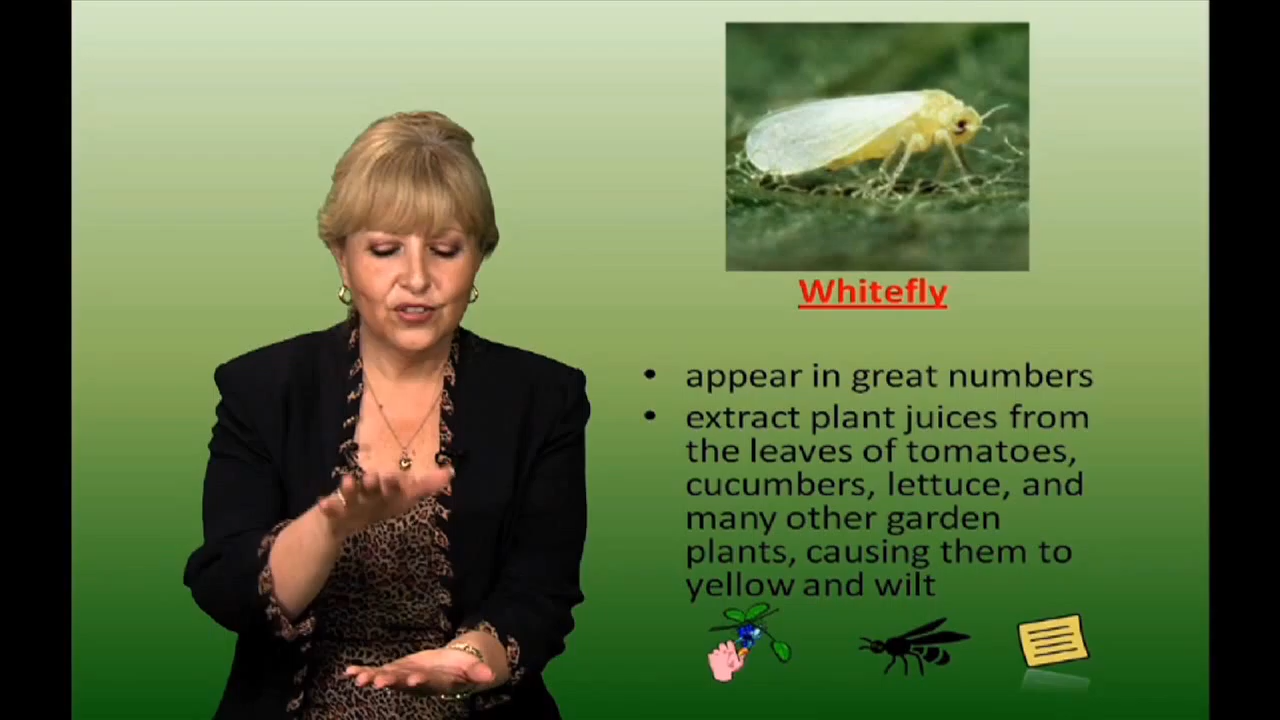 Whitefly
• appear in great numbers
• extract plant juices from
the leaves of tomatoes,
cucumbers, lettuce, and
many other garden
plants, causing them to
yellow and wilt